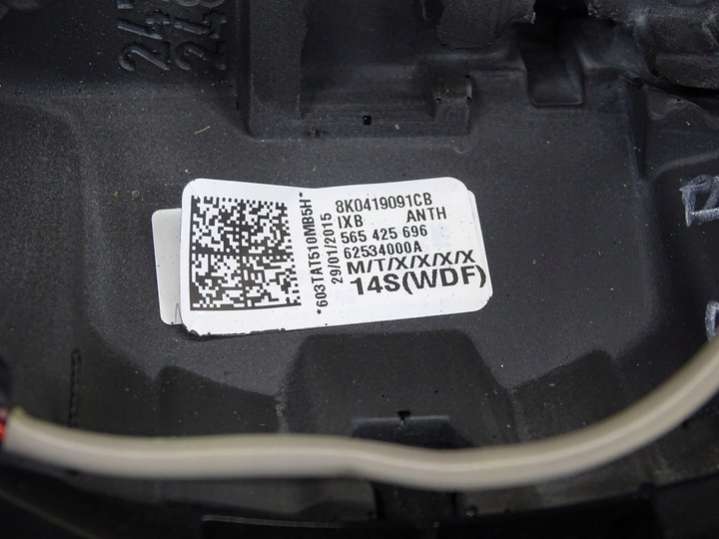 *603TAT510MB5H*
29/01/2015
8K0419091CB
IXB ANTH
565 425 696
62534000A
M/T/X/X/X/X
14S(WDF)